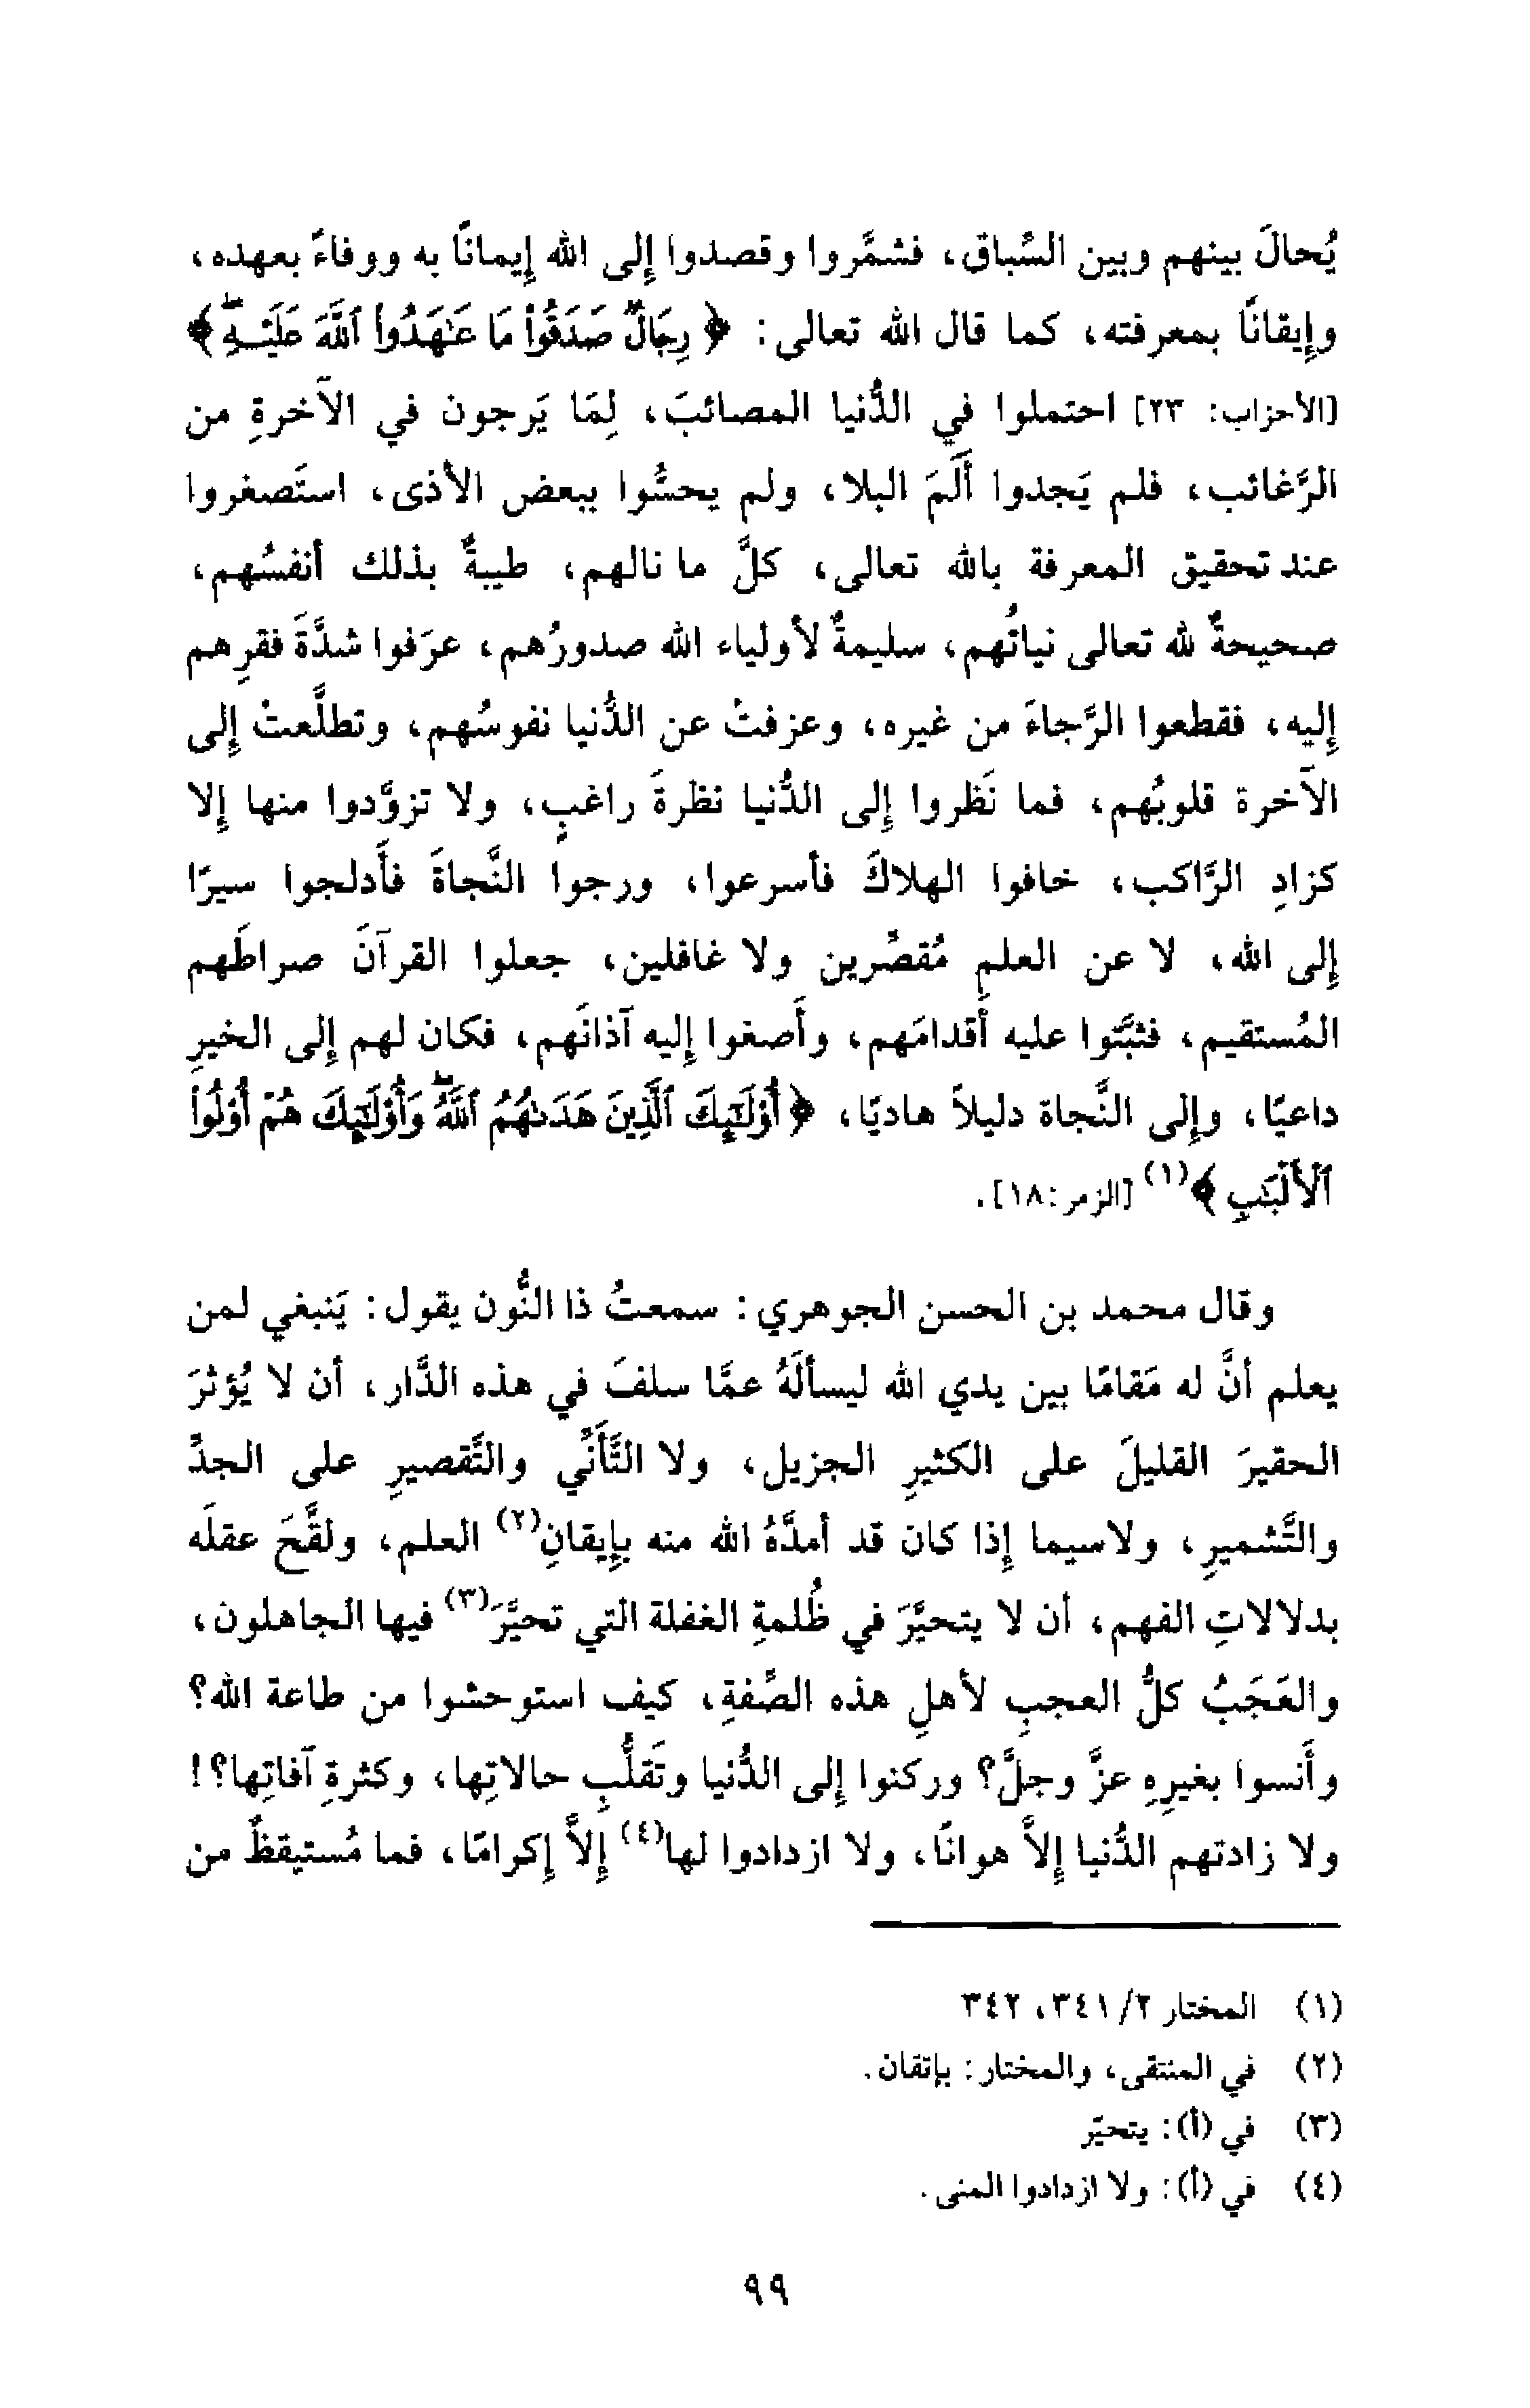 يُحالَ بينهم وبين السِّباق، فشمَّروا وقصدوا إلى الله إيمانًا به ووفاءً بعهده،
وإيقانًا بمعرفته، كما قال الله تعالى: ﴿رِجَالٌ صَدَقُواْ مَا عَٰهَدُواْ ٱللَّهَ عَلَيْهِۖ﴾
[الأحزاب: ٢٣] احتملوا في الدُّنيا المصائبَ، لِمَا يَرجون في الآخرةِ من
الرَّغائب، فلم يَجدوا أَلَمَ البلا، ولم يحسُّوا ببعض الأذى، استَصغروا
عند تحقيق المعرفة بالله تعالى، كلَّ ما نالهم، طيبةٌ بذلك أنفسُهم،
صحيحةٌ لله تعالى نياتُهم، سليمةٌ لأولياء الله صدورُهم، عرَفوا شدَّةَ فقرِهم
إليه، فقطعوا الرَّجاءَ من غيره، وعزفتْ عن الدُّنيا نفوسُهم، وتطلَّعتْ إلى
الآخرة قلوبُهم، فما نَظروا إلى الدُّنيا نظرةَ راغبٍ، ولا تزوَّدوا منها إلا
كزادِ الرَّاكب، خافوا الهلاكَ فأسرعوا، ورجوا النَّجاةَ فأَدلجوا سيرًا
إلى الله، لا عن العلمِ مُقصِّرين ولا غافلين، جعلوا القرآنَ صراطَهم
المُستقيم، فثبَّتوا عليه أَقدامَهم، وأَصغوا إليه آذانَهم، فكان لهم إلى الخيرِ
داعيًا، وإلى النَّجاة دليلاً هاديًا، ﴿أُوْلَٰٓئِكَ ٱلَّذِينَ هَدَىٰهُمُ ٱللَّهُۖ وَأُوْلَٰٓئِكَ هُمْ أُوْلُواْ
ٱلْأَلْبَٰبِ﴾(١) [الزمر:١٨].
وقال محمد بن الحسن الجوهري: سمعتُ ذا النُّون يقول: يَنبغي لمن
يعلم أنَّ له مَقامًا بين يدي الله ليسألَهُ عمَّا سلفَ في هذه الدَّار، أن لا يُؤثرَ
الحقيرَ القليلَ على الكثيرِ الجزيل، ولا التَّأَنِّي والتَّقصيرِ على الجدِّ
والتَّشميرِ، ولاسيما إذا كان قد أمدَّهُ الله منه بإيقانِ(٢) العلم، ولقَّحَ عقلَه
بدلالاتِ الفهم، أن لا يتحيَّرَ في ظُلمةِ الغفلة التي تحيَّرَ(٣) فيها الجاهلون،
والعَجَبُ كلُّ العجبِ لأهلِ هذه الصِّفةِ، كيف استوحشوا من طاعة الله؟
وأَنسوا بغيرِهِ عزَّ وجلَّ؟ وركنوا إلى الدُّنيا وتَقلُّبِ حالاتِها، وكثرةِ آفاتِها؟!
ولا زادتهم الدُّنيا إلاَّ هوانًا، ولا ازدادوا لها(٤) إلاَّ إكرامًا، فما مُستيقظٌ من
(١) المختار ٢/ ٣٤١، ٣٤٢
(٢) في المنتقى، والمختار: بإتقان.
(٣) في (أ): يتحيّر
(٤) في (أ): ولا ازدادوا المنى.
٩٩